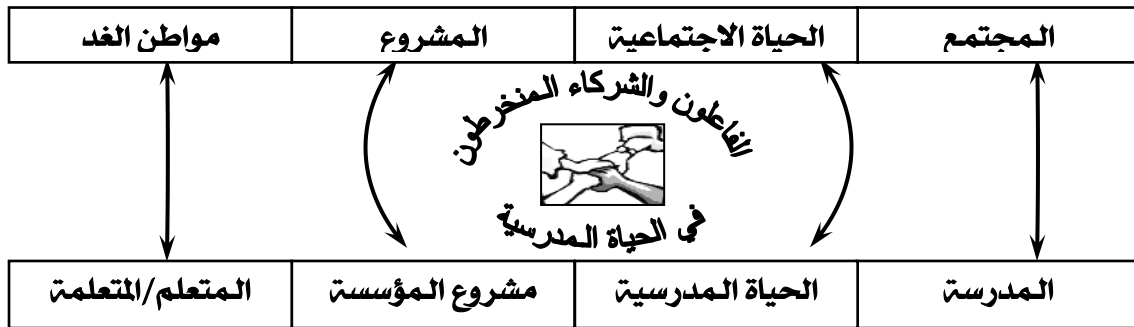 المجتمع الحياة الاجتماعية المشروع مواطن الغد
الفاعلون والشركاء المنخرطون
في الحياة المدرسية
المدرسة الحياة المدرسية مشروع المؤسسة المتعلم/المتعلمة